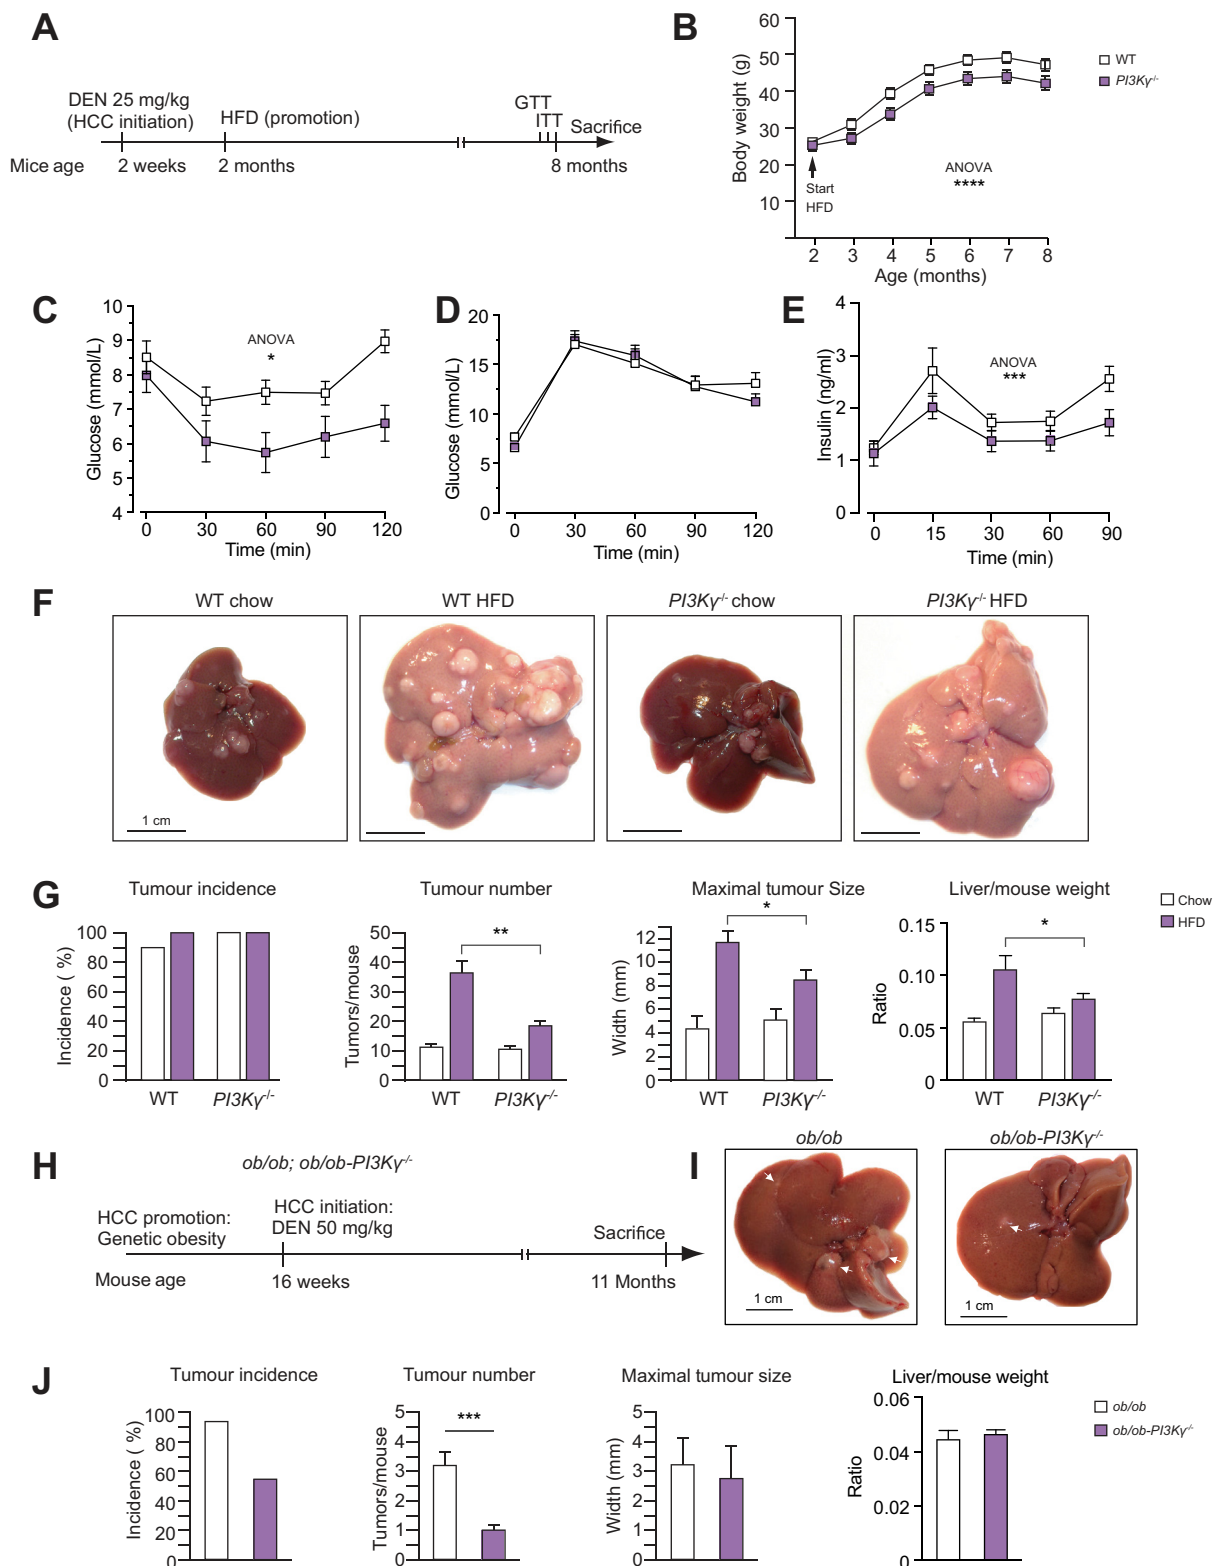 A
DEN 25 mg/kg
(HCC initiation)
HFD (promotion)
GTT
ITT
Sacrifice
Mice age
2 weeks
2 months
8 months
B
Body weight (g)
60
50
40
30
20
10
Start
HFD
ANOVA
****
2 3 4 5 6 7 8
Age (months)
WT
PI3Kγ-/-
C
Glucose (mmol/L)
10
9
8
7
6
5
4
ANOVA
*
0 30 60 90 120
Time (min)
D
Glucose (mmol/L)
20
15
10
5
0
0 30 60 90 120
Time (min)
E
Insulin (ng/ml)
4
3
2
1
0
ANOVA
***
0 15 30 60 90
Time (min)
F
WT chow
WT HFD
PI3Kγ-/- chow
PI3Kγ-/- HFD
1 cm
G
Tumour incidence
Incidence ( %)
100
80
60
40
20
0
WT PI3Kγ-/-
Tumour number
Tumors/mouse
50
40
30
20
10
0
**
WT PI3Kγ-/-
Maximal tumour Size
Width (mm)
12
10
8
6
4
2
0
*
WT PI3Kγ-/-
Liver/mouse weight
Ratio
0.15
0.10
0.05
0
*
WT PI3Kγ-/-
Chow
HFD
H
ob/ob; ob/ob-PI3Kγ-/-
HCC promotion:
Genetic obesity
HCC initiation:
DEN 50 mg/kg
Sacrifice
Mouse age
16 weeks
11 Months
I
ob/ob
ob/ob-PI3Kγ-/-
1 cm
1 cm
J
Tumour incidence
Incidence ( %)
100
80
60
40
20
0
Tumour number
Tumors/mouse
5
4
3
2
1
0
***
Maximal tumour size
Width (mm)
5
4
3
2
1
0
Liver/mouse weight
Ratio
0.06
0.04
0.02
0
ob/ob
ob/ob-PI3Kγ-/-